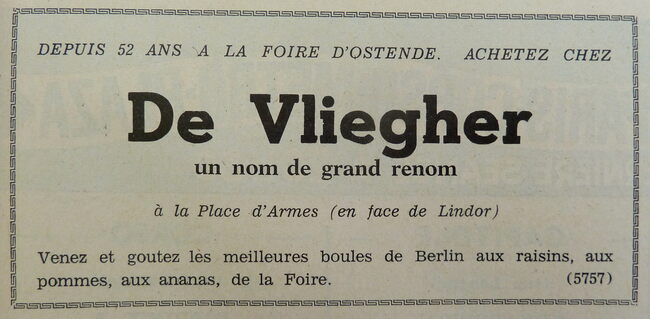 DEPUIS 52 ANS A LA FOIRE D'OSTENDE. ACHETEZ CHEZ
De Vliegher
un nom de grand renom
à la Place d'Armes (en face de Lindor)
Venez et goutez les meilleures boules de Berlin aux raisins, aux
pommes, aux ananas, de la Foire. (5757)